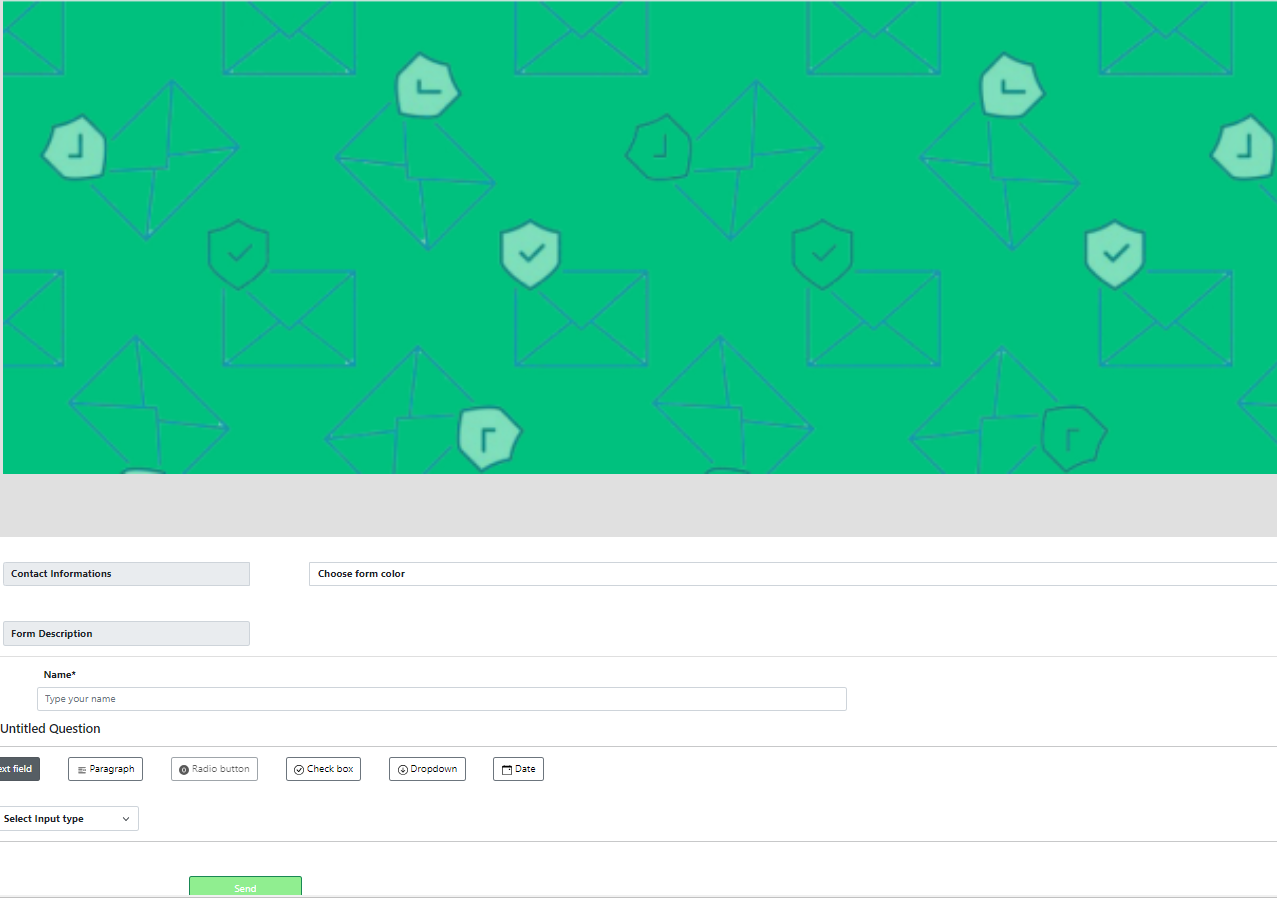 Contact Informations
Choose form color
Form Description
Name*
Type your name
Untitled Question
ext field
Paragraph
Radio button
Check box
Dropdown
Date
Select Input type
Send